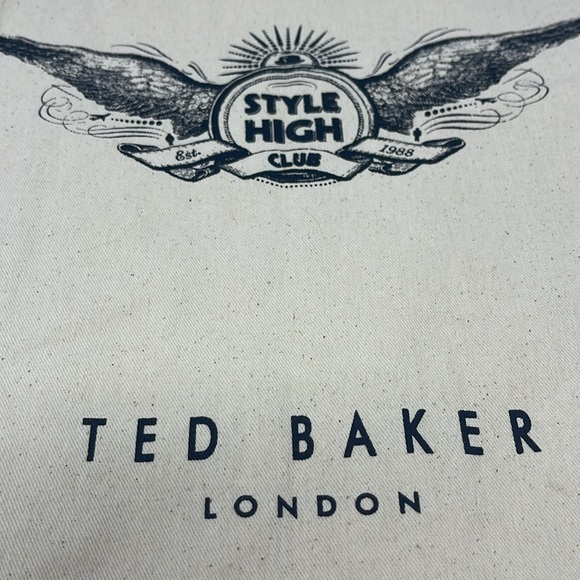 STYLE
HIGH
CLUB
Est 1988
TED BAKER
LONDON